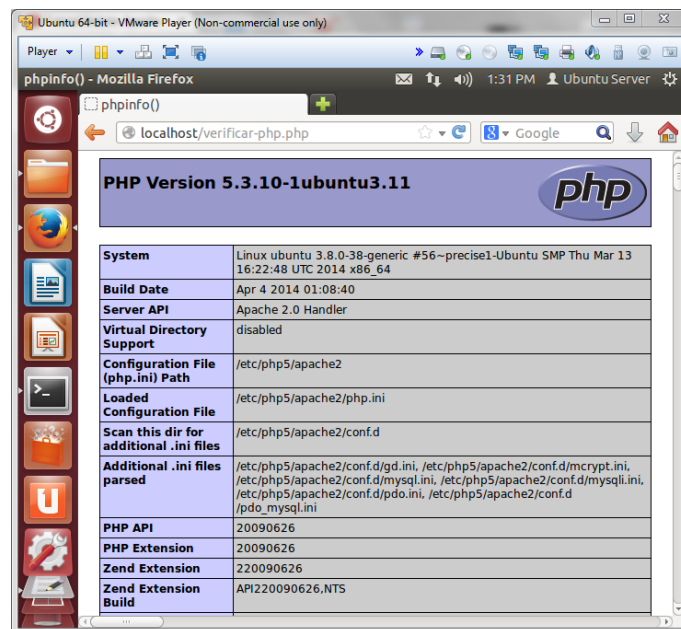 Ubuntu 64-bit - VMware Player (Non-commercial use only)
Player
phpinfo() - Mozilla Firefox
1:31 PM
Ubuntu Server
phpinfo()
localhost/verificar-php.php
Google
PHP Version 5.3.10-1ubuntu3.11
php
System
Linux ubuntu 3.8.0-38-generic #56~precise1-Ubuntu SMP Thu Mar 13
16:22:48 UTC 2014 x86_64
Build Date
Apr 4 2014 01:08:40
Server API
Apache 2.0 Handler
Virtual Directory
Support
disabled
Configuration File
(php.ini) Path
/etc/php5/apache2
Loaded
Configuration File
/etc/php5/apache2/php.ini
Scan this dir for
additional .ini files
/etc/php5/apache2/conf.d
Additional .ini files
parsed
/etc/php5/apache2/conf.d/gd.ini, /etc/php5/apache2/conf.d/mcrypt.ini,
/etc/php5/apache2/conf.d/mysql.ini, /etc/php5/apache2/conf.d/mysqli.ini,
/etc/php5/apache2/conf.d/pdo.ini, /etc/php5/apache2/conf.d
/pdo_mysql.ini
PHP API
20090626
PHP Extension
20090626
Zend Extension
220090626
Zend Extension
Build
API220090626,NTS